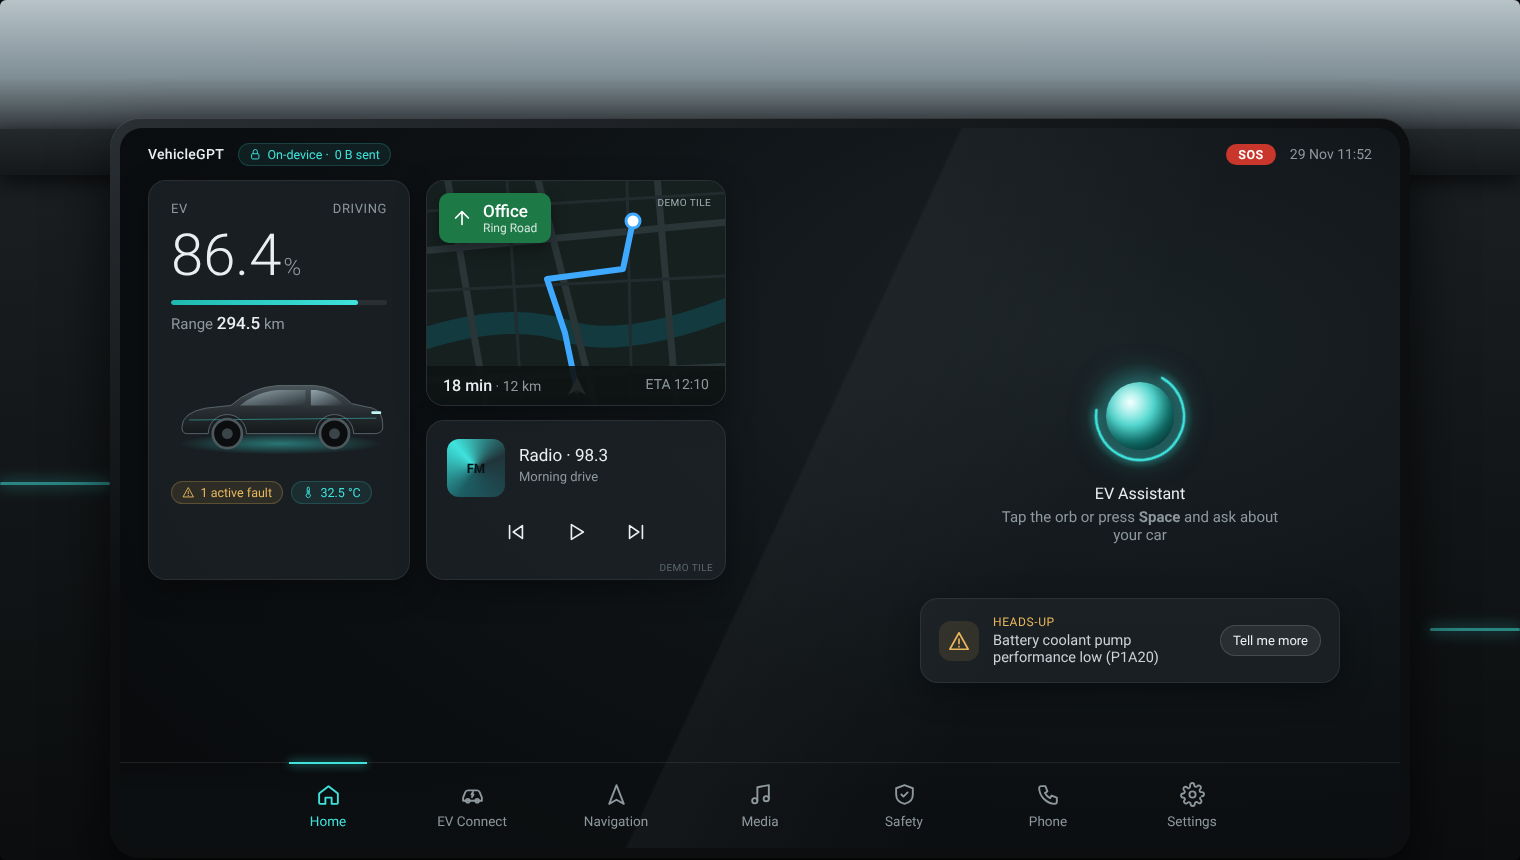 VehicleGPT
On-device · 0 B sent
SOS
29 Nov 11:52
EV
DRIVING
86.4%
Range 294.5 km
1 active fault
32.5 °C
Office
Ring Road
DEMO TILE
18 min · 12 km
ETA 12:10
FM
Radio · 98.3
Morning drive
DEMO TILE
EV Assistant
Tap the orb or press Space and ask about
your car
HEADS-UP
Battery coolant pump
performance low (P1A20)
Tell me more
Home
EV Connect
Navigation
Media
Safety
Phone
Settings